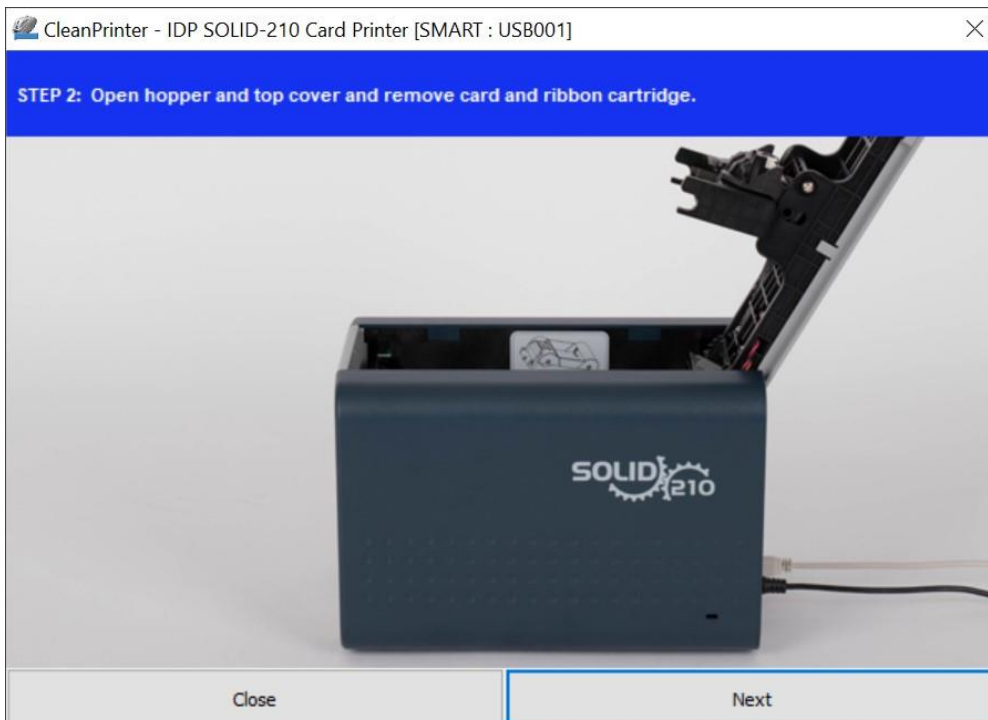 CleanPrinter - IDP SOLID-210 Card Printer [SMART : USB001]
STEP 2: Open hopper and top cover and remove card and ribbon cartridge.
SOLID
210
Close
Next